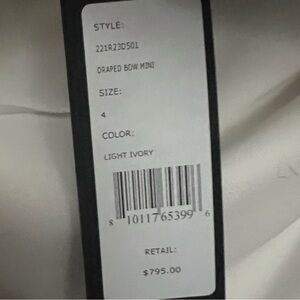 STYLE:
221R23D501
DRAPED BOW MINI
SIZE:
4
COLOR:
LIGHT IVORY
8 10117 65399 6
RETAIL:
$795.00